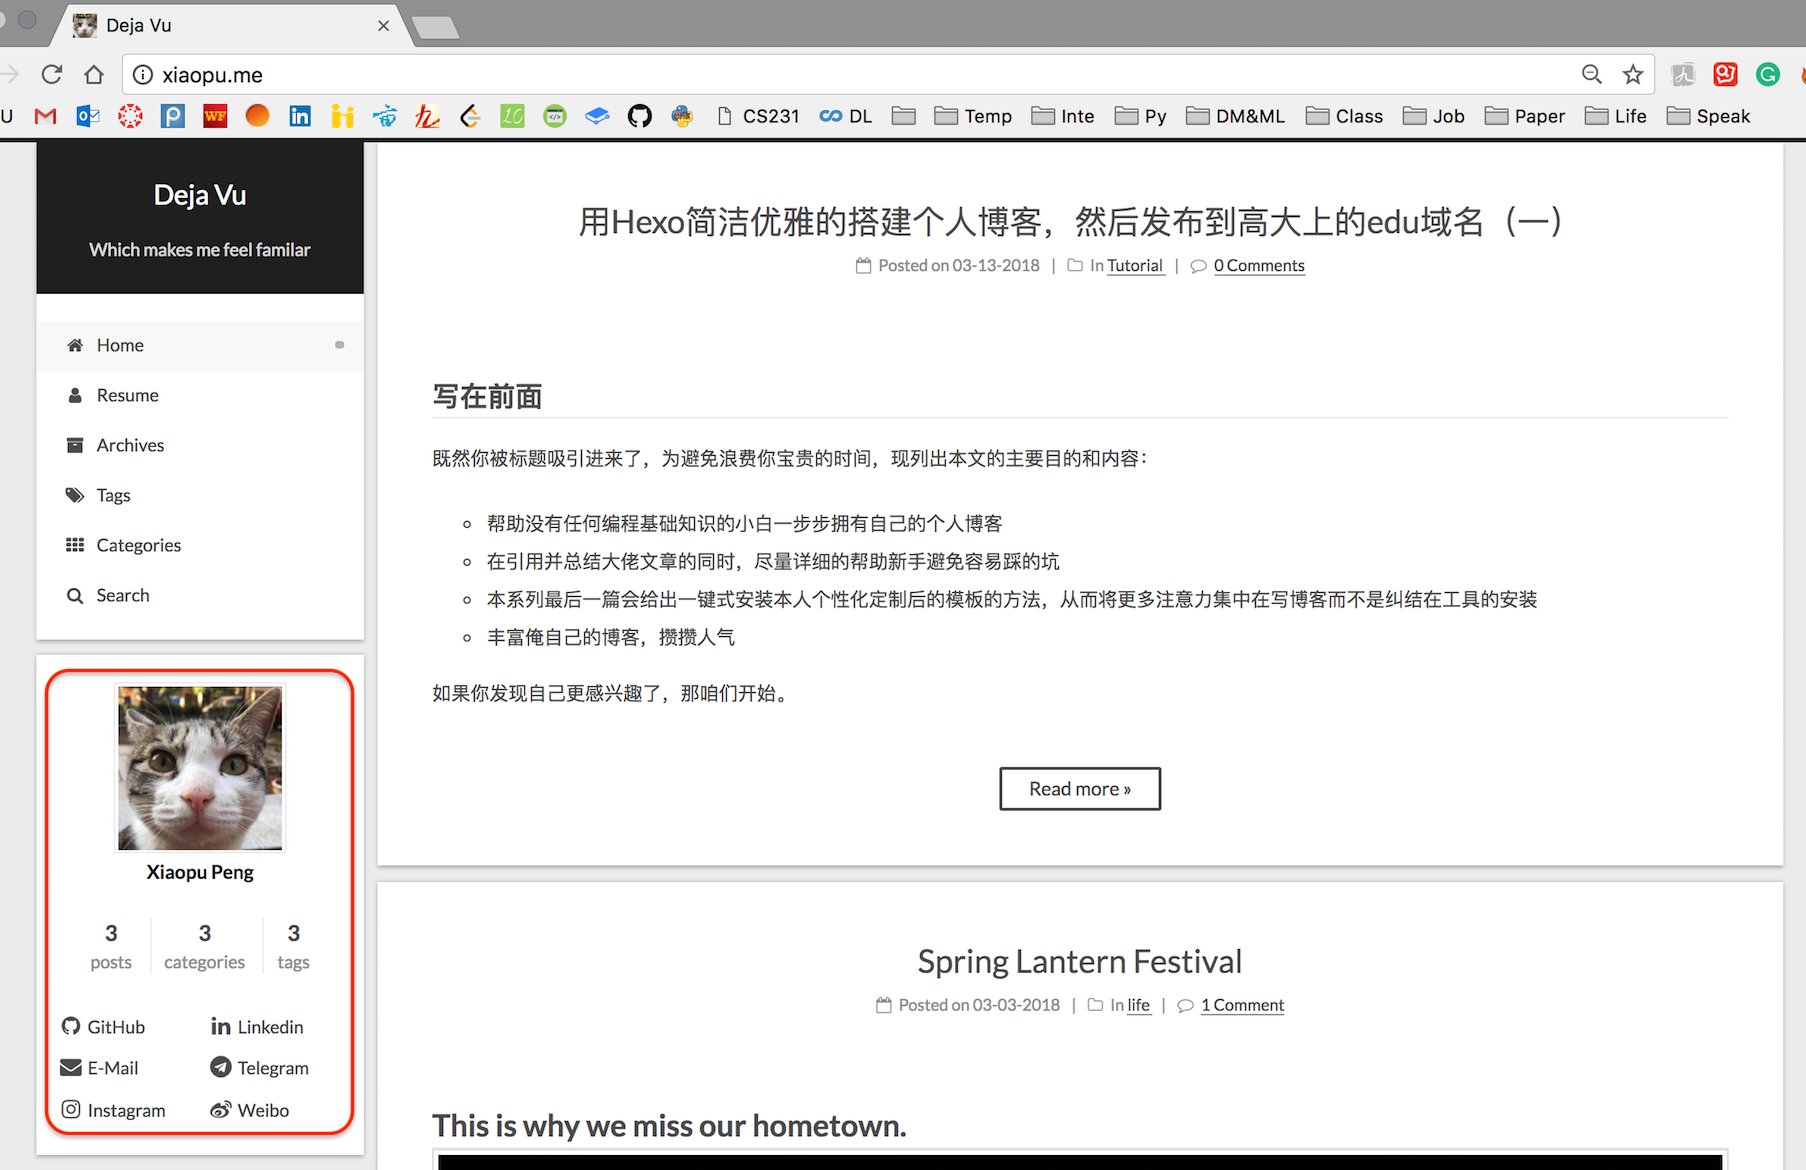 Deja Vu
xiaopu.me
U
CS231
DL
Temp
Inte
Py
DM&ML
Class
Job
Paper
Life
Speak
Deja Vu
Which makes me feel familar
Home
Resume
Archives
Tags
Categories
Search
Xiaopu Peng
3 3 3
posts categories tags
GitHub Linkedin
E-Mail Telegram
Instagram Weibo
用Hexo简洁优雅的搭建个人博客，然后发布到高大上的edu域名（一）
Posted on 03-13-2018 | In Tutorial | 0 Comments
写在前面
既然你被标题吸引进来了，为避免浪费你宝贵的时间，现列出本文的主要目的和内容：
帮助没有任何编程基础知识的小白一步步拥有自己的个人博客
在引用并总结大佬文章的同时，尽量详细的帮助新手避免容易踩的坑
本系列最后一篇会给出一键式安装本人个性化定制后的模板的方法，从而将更多注意力集中在写博客而不是纠结在工具的安装
丰富俺自己的博客，攒攒人气
如果你发现自己更感兴趣了，那咱们开始。
Read more »
Spring Lantern Festival
Posted on 03-03-2018 | In life | 1 Comment
This is why we miss our hometown.